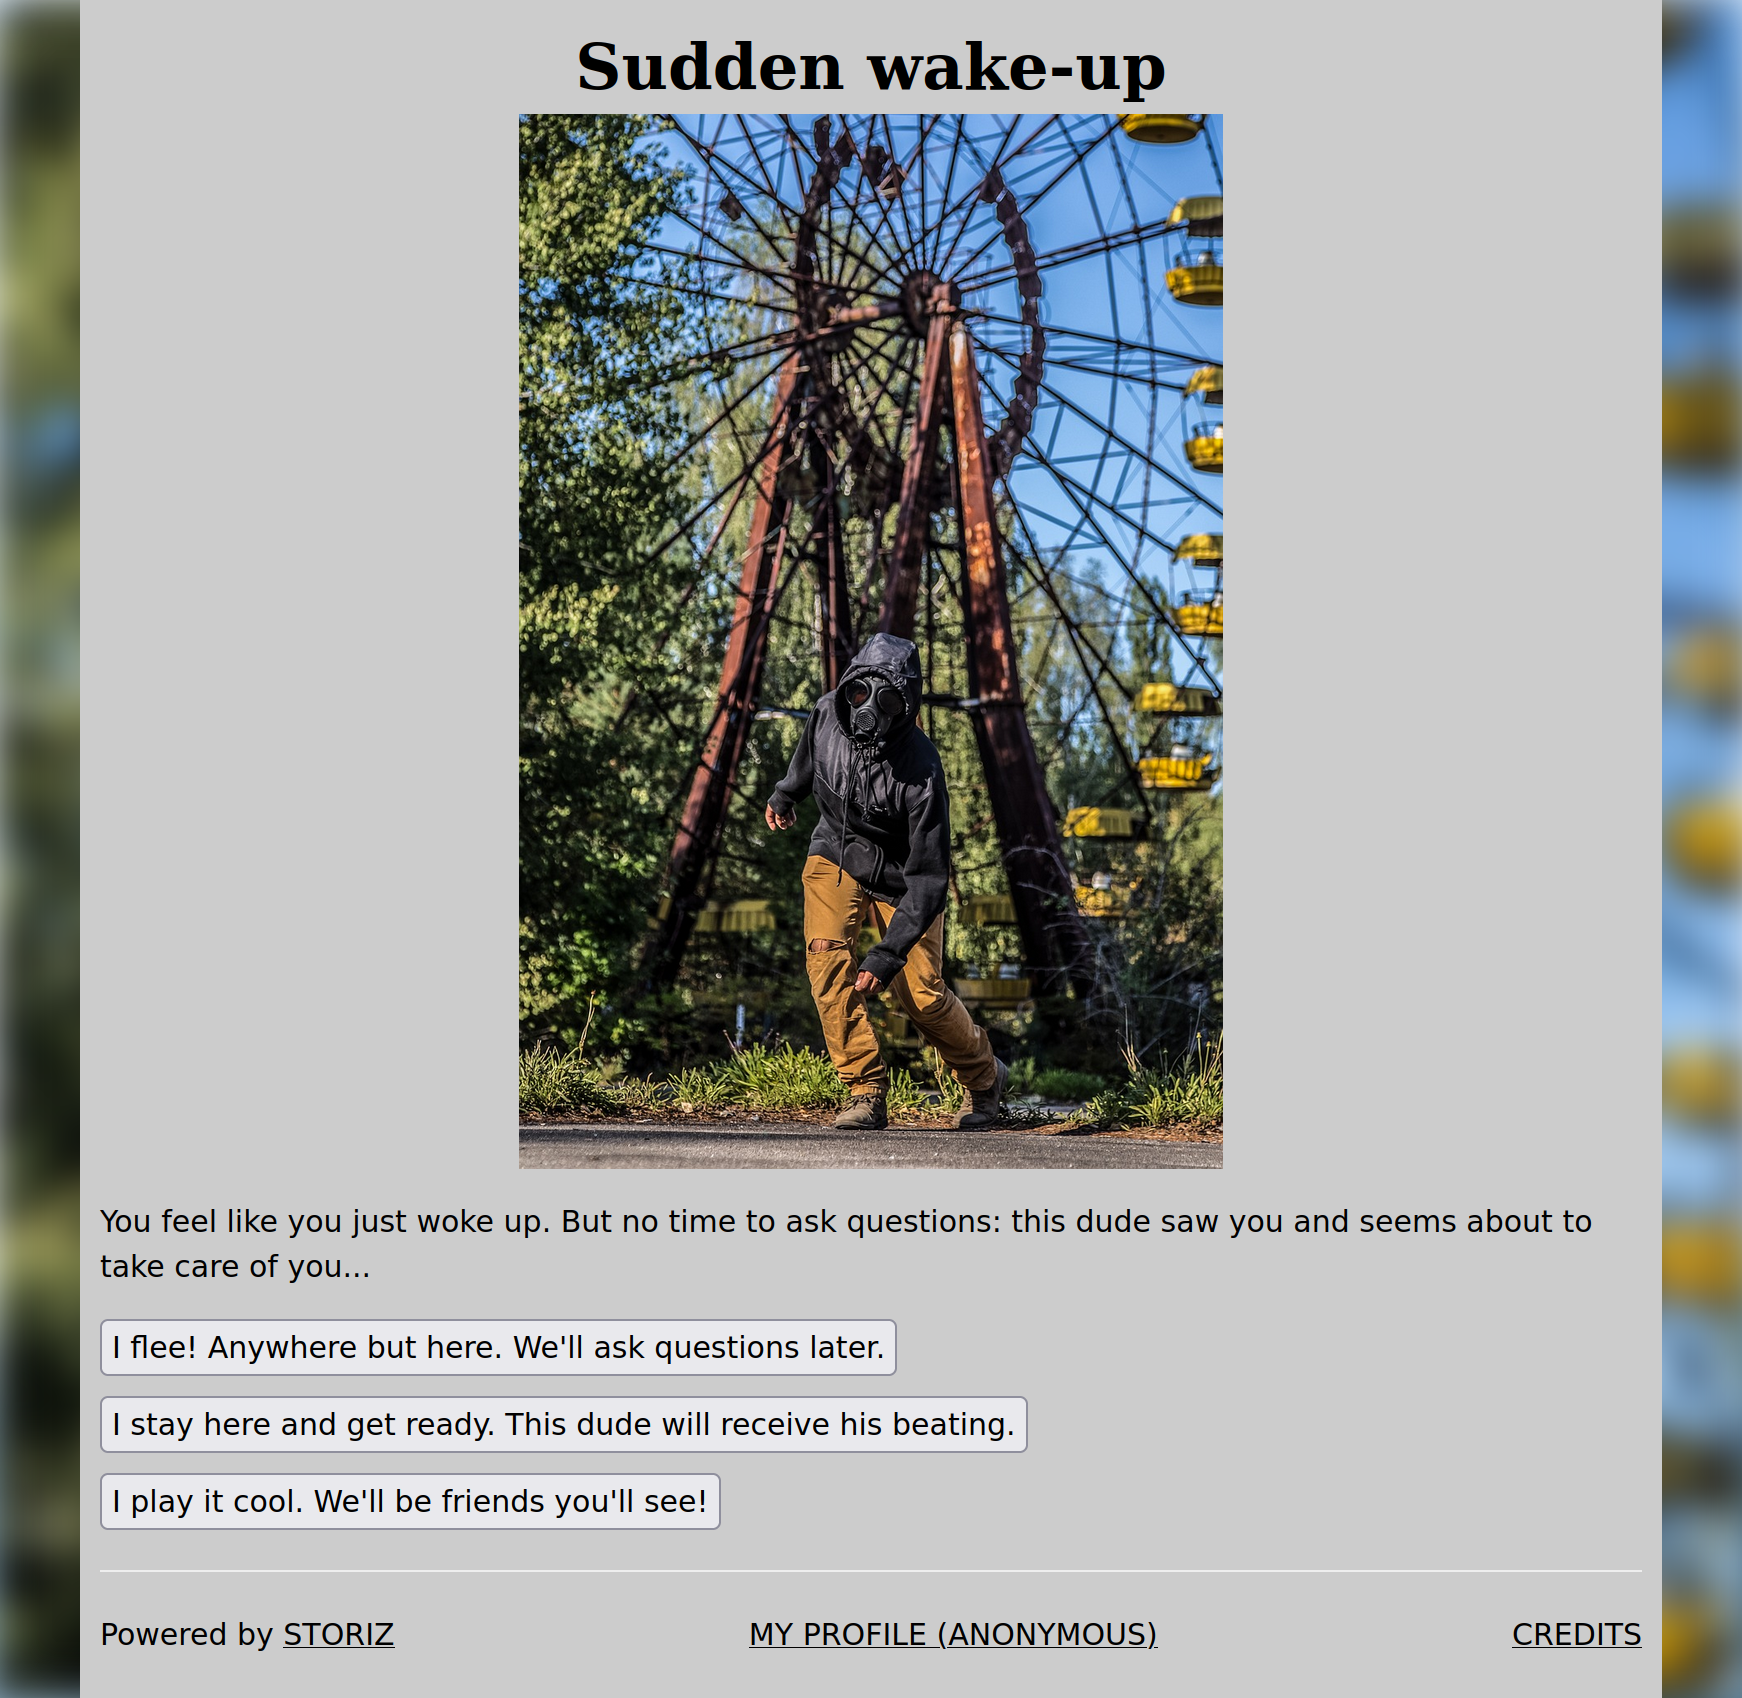 Sudden wake-up
You feel like you just woke up. But no time to ask questions: this dude saw you and seems about to
take care of you...
I flee! Anywhere but here. We'll ask questions later.
I stay here and get ready. This dude will receive his beating.
I play it cool. We'll be friends you'll see!
Powered by STORIZ MY PROFILE (ANONYMOUS) CREDITS